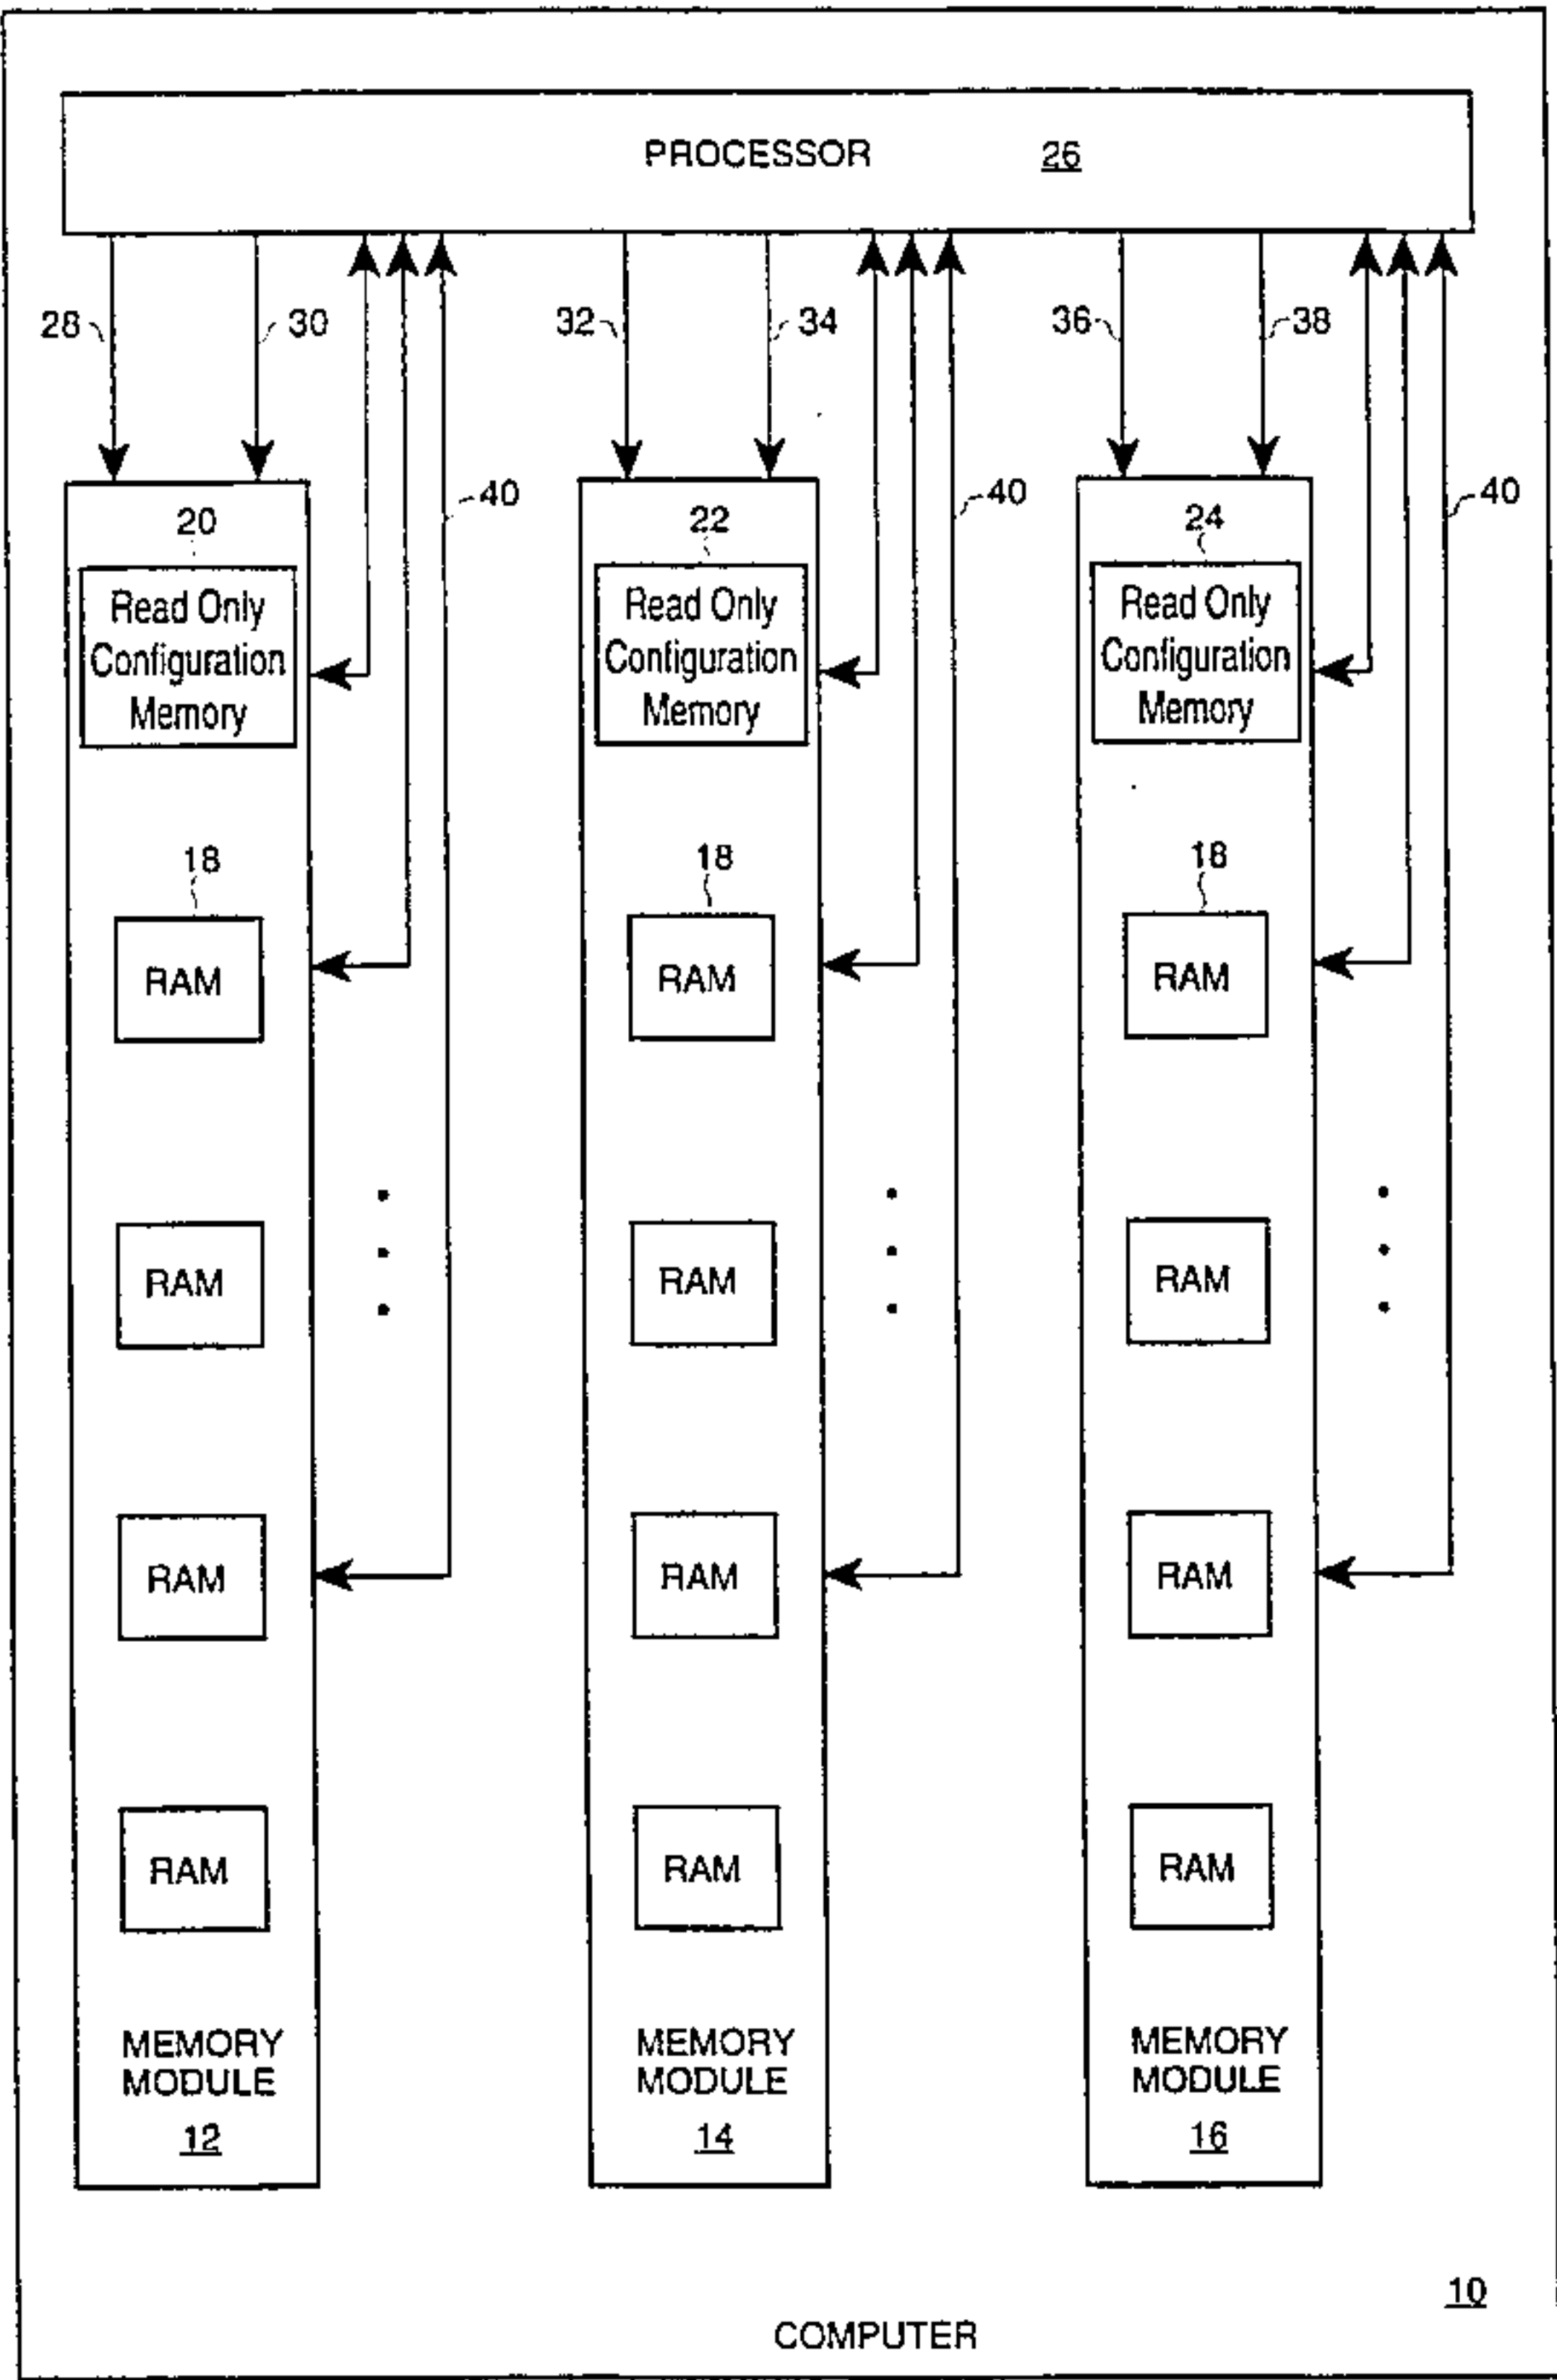 PROCESSOR 26
28
30
32
34
36
38
40
40
40
20
Read Only
Configuration
Memory
22
Read Only
Configuration
Memory
24
Read Only
Configuration
Memory
18
18
18
RAM
RAM
RAM
RAM
RAM
RAM
RAM
RAM
RAM
RAM
RAM
RAM
MEMORY
MODULE
12
MEMORY
MODULE
14
MEMORY
MODULE
16
10
COMPUTER